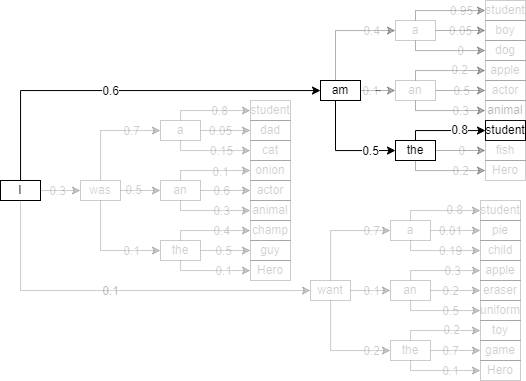 0.95 student
0.4 a 0.05 boy
0 dog
0.2 apple
0.6 am 0.1 an 0.5 actor
0.8 student 0.3 animal
0.7 a 0.05 dad 0.8 student
0.15 cat 0.5 the 0 fish
0.1 onion 0.2 Hero
I 0.3 was 0.5 an 0.6 actor
0.3 animal 0.8 student
0.4 champ 0.7 a 0.01 pie
0.1 the 0.5 guy 0.19 child
0.1 Hero 0.3 apple
0.1 want 0.1 an 0.2 eraser
0.5 uniform
0.2 toy
0.2 the 0.7 game
0.1 Hero